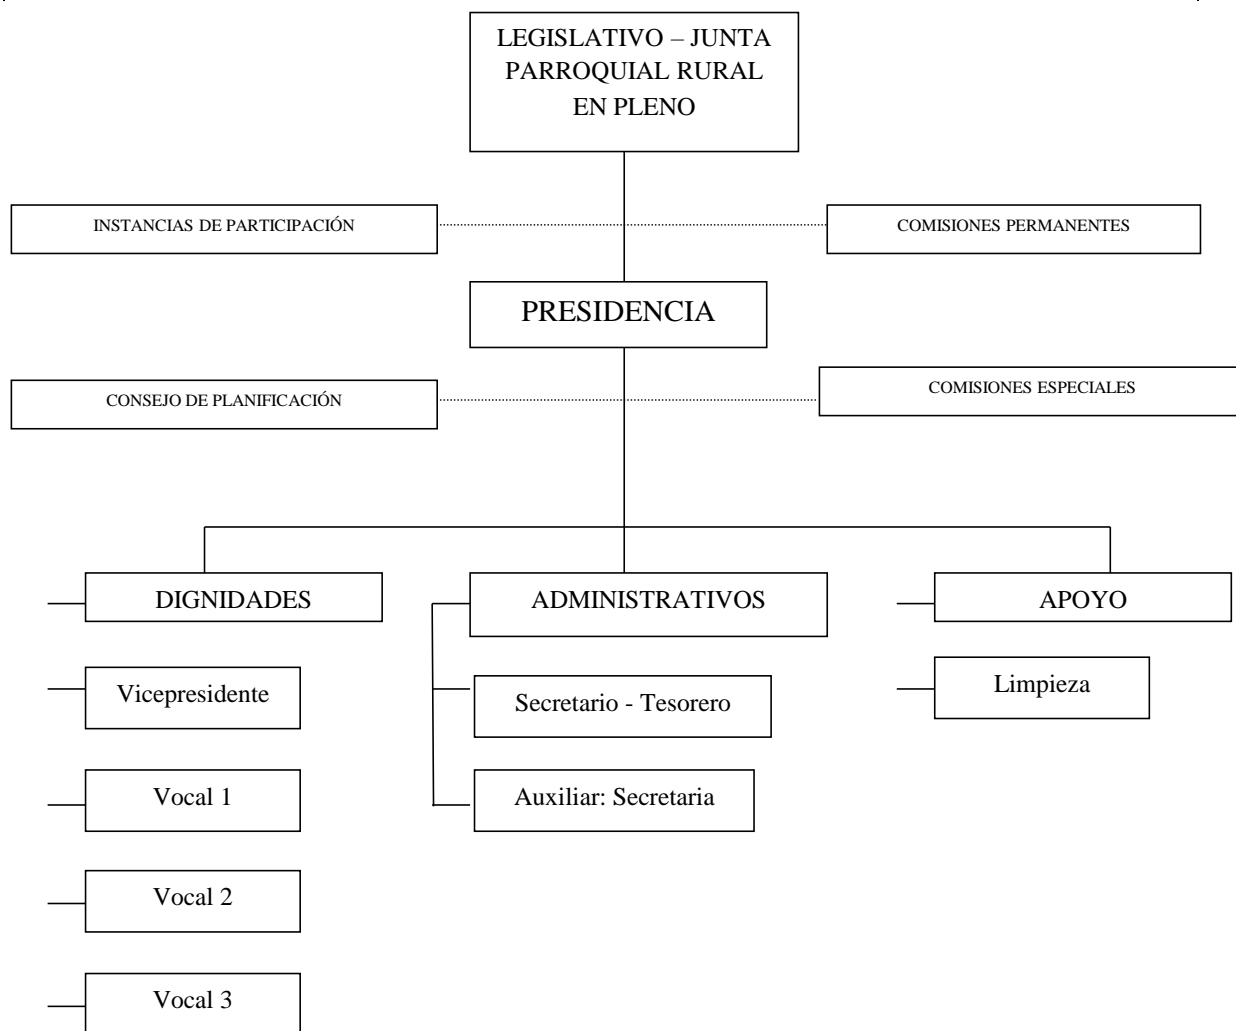 LEGISLATIVO – JUNTA
PARROQUIAL RURAL
EN PLENO
INSTANCIAS DE PARTICIPACIÓN
COMISIONES PERMANENTES
PRESIDENCIA
CONSEJO DE PLANIFICACIÓN
COMISIONES ESPECIALES
DIGNIDADES
ADMINISTRATIVOS
APOYO
Vicepresidente
Secretario - Tesorero
Limpieza
Vocal 1
Auxiliar: Secretaria
Vocal 2
Vocal 3